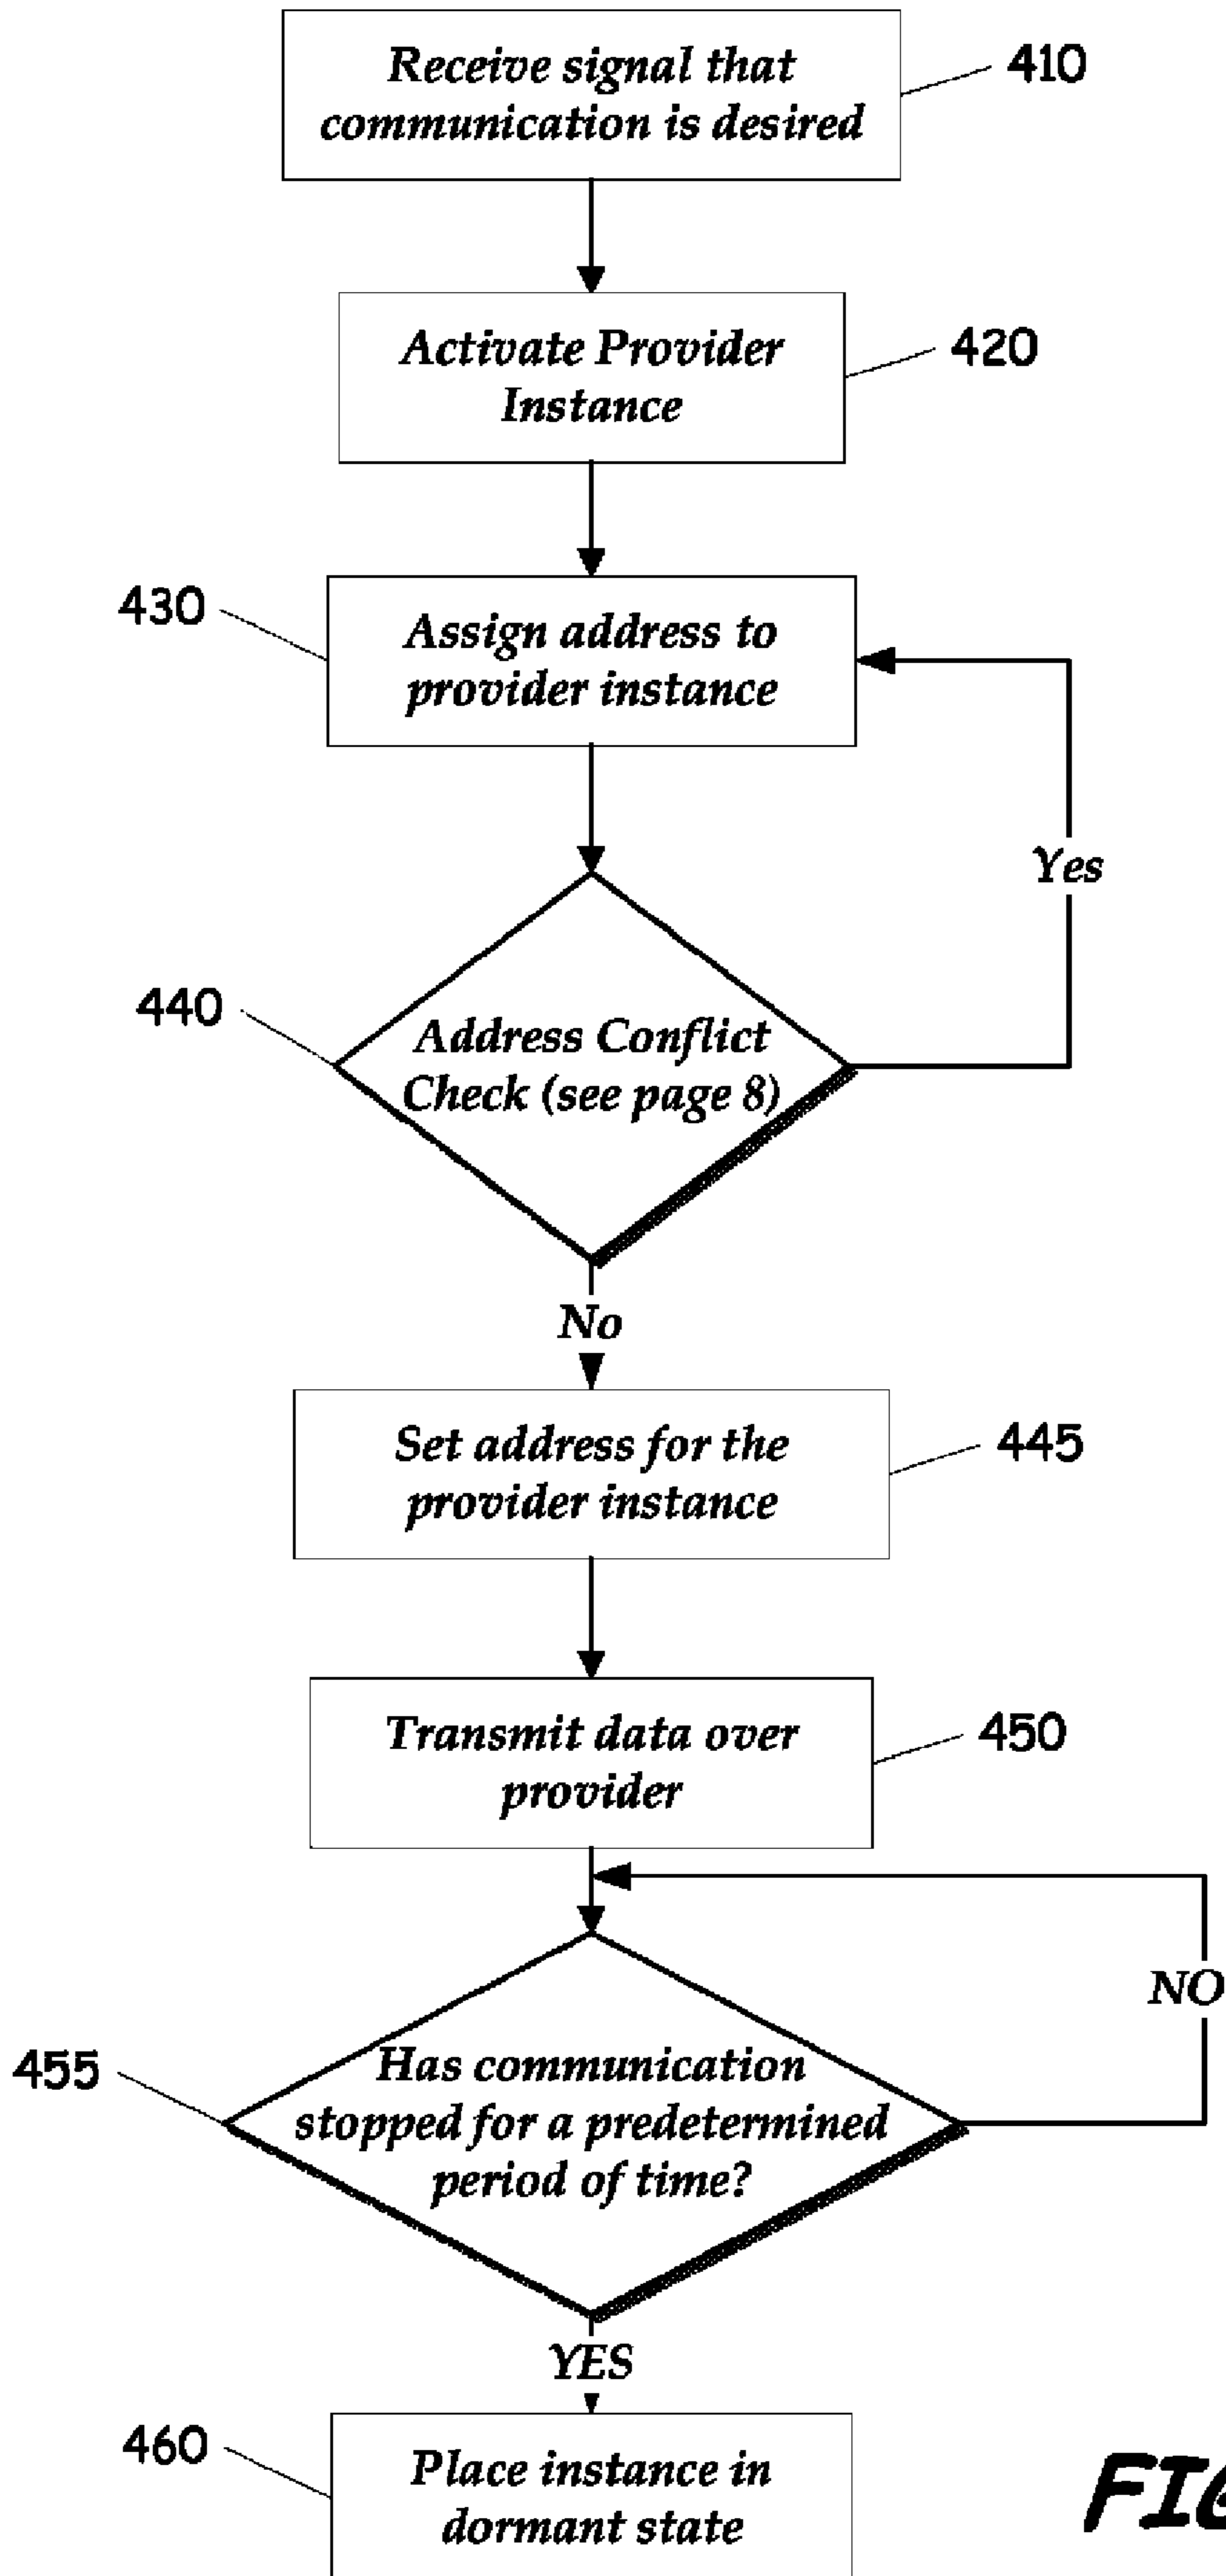 Receive signal that
communication is desired
410
Activate Provider
Instance
420
430
Assign address to
provider instance
Yes
440
Address Conflict
Check (see page 8)
No
Set address for the
provider instance
445
Transmit data over
provider
450
NO
455
Has communication
stopped for a predetermined
period of time?
YES
460
Place instance in
dormant state